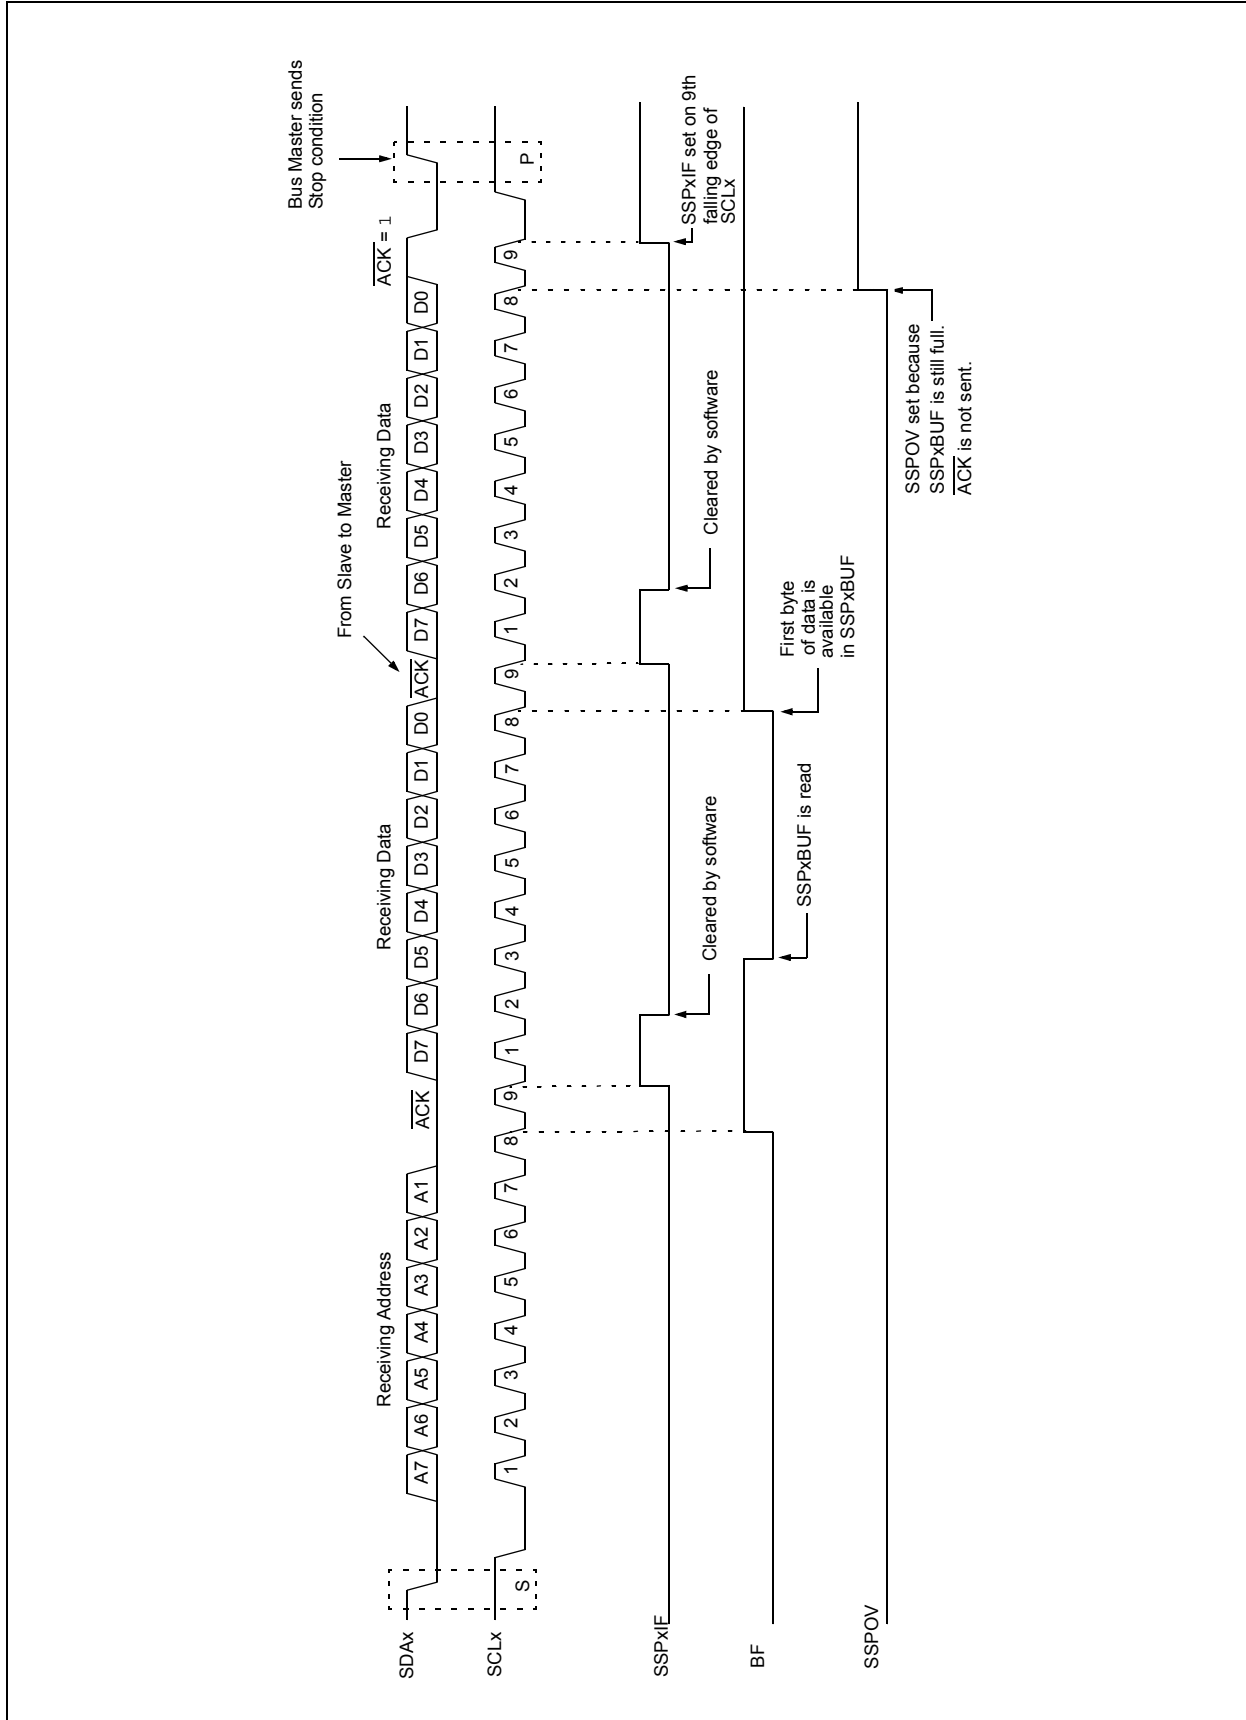 Bus Master sends
Stop condition
From Slave to Master
Receiving Address
Receiving Data
Receiving Data
ACK = 1
SDAx
A7 A6 A5 A4 A3 A2 A1 ACK D7 D6 D5 D4 D3 D2 D1 D0 ACK D7 D6 D5 D4 D3 D2 D1 D0
SCLx
S 1 2 3 4 5 6 7 8 9 1 2 3 4 5 6 7 8 9 1 2 3 4 5 6 7 8 9 P
SSPxIF
Cleared by software
Cleared by software
SSPxIF set on 9th
falling edge of
SCLx
BF
SSPxBUF is read
First byte
of data is
available
in SSPxBUF
SSPOV
SSPOV set because
SSPxBUF is still full.
ACK is not sent.